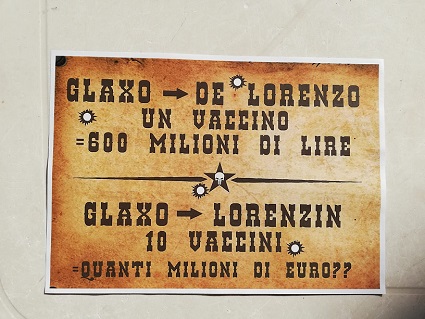 GLAXO → DE LORENZO
UN VACCINO
=600 MILIONI DI LIRE
GLAXO → LORENZIN
10 VACCINI
=QUANTI MILIONI DI EURO??